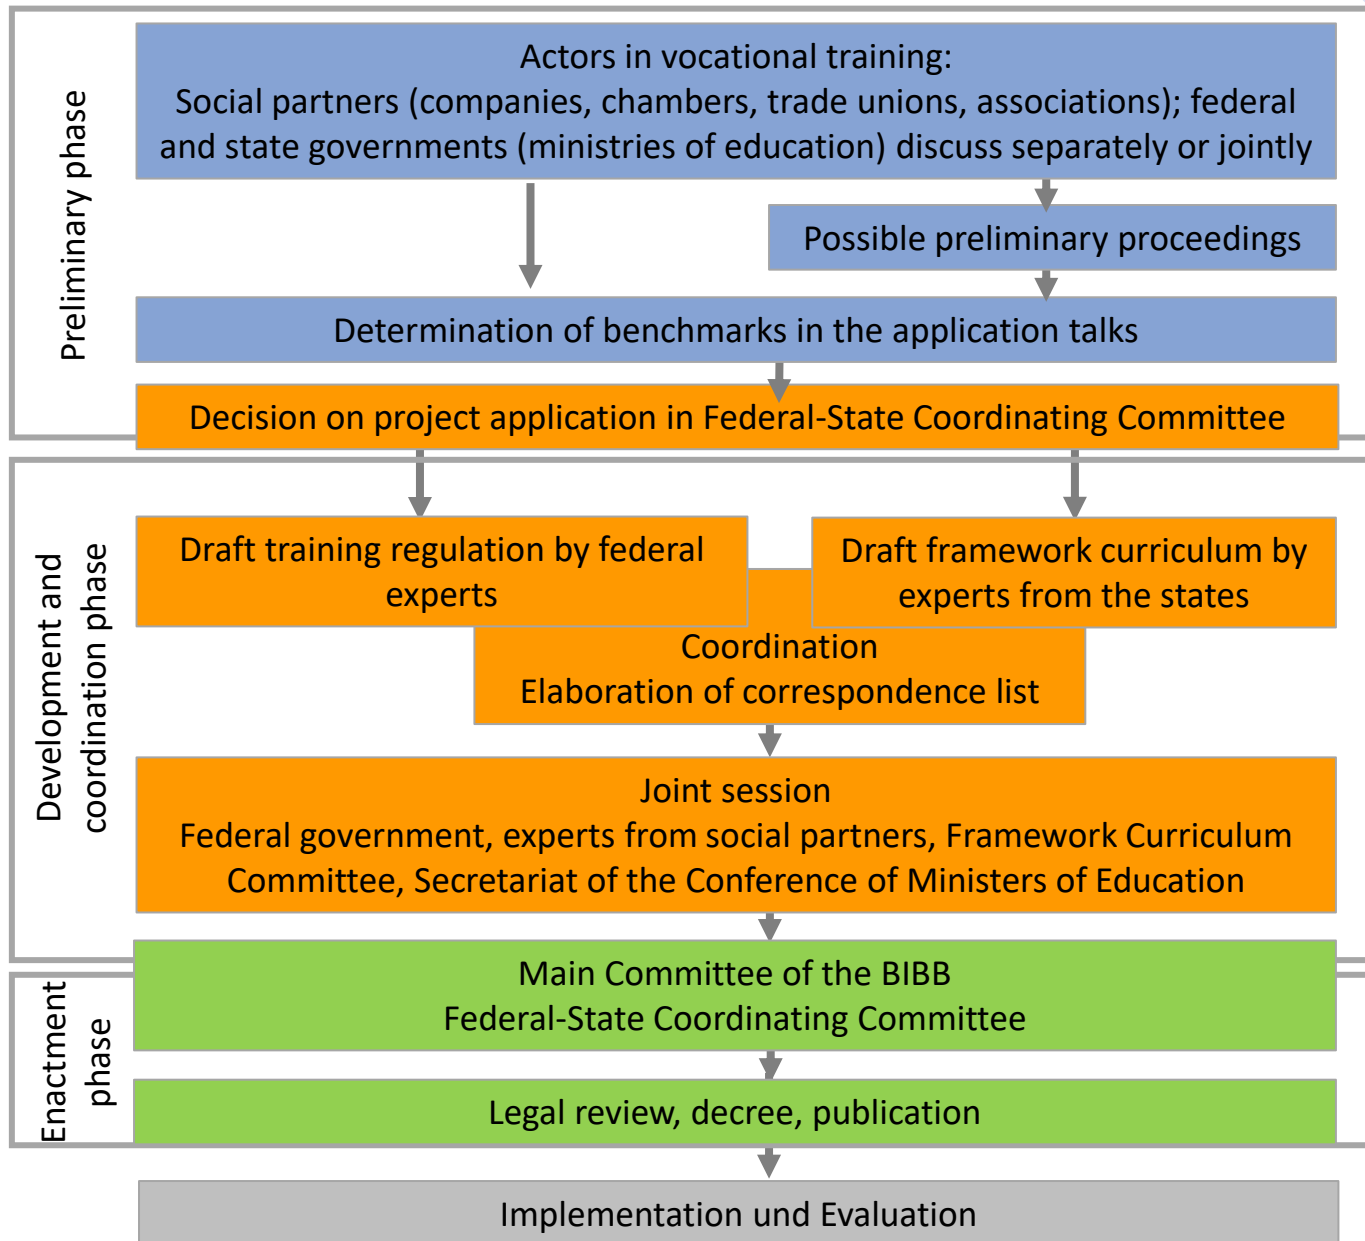 Preliminary phase
Actors in vocational training:
Social partners (companies, chambers, trade unions, associations); federal
and state governments (ministries of education) discuss separately or jointly
Possible preliminary proceedings
Determination of benchmarks in the application talks
Decision on project application in Federal-State Coordinating Committee
Development and
coordination phase
Draft training regulation by federal
experts
Draft framework curriculum by
experts from the states
Coordination
Elaboration of correspondence list
Joint session
Federal government, experts from social partners, Framework Curriculum
Committee, Secretariat of the Conference of Ministers of Education
Enactment
phase
Main Committee of the BIBB
Federal-State Coordinating Committee
Legal review, decree, publication
Implementation und Evaluation